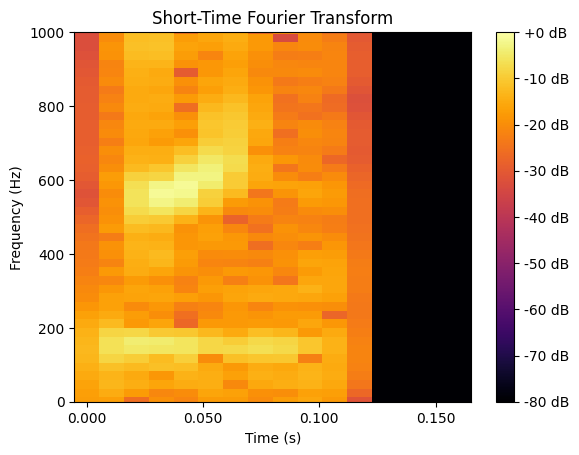 Short-Time Fourier Transform
1000
800
600
400
200
0
Frequency (Hz)
0.000
0.050
0.100
0.150
Time (s)
+0 dB
-10 dB
-20 dB
-30 dB
-40 dB
-50 dB
-60 dB
-70 dB
-80 dB